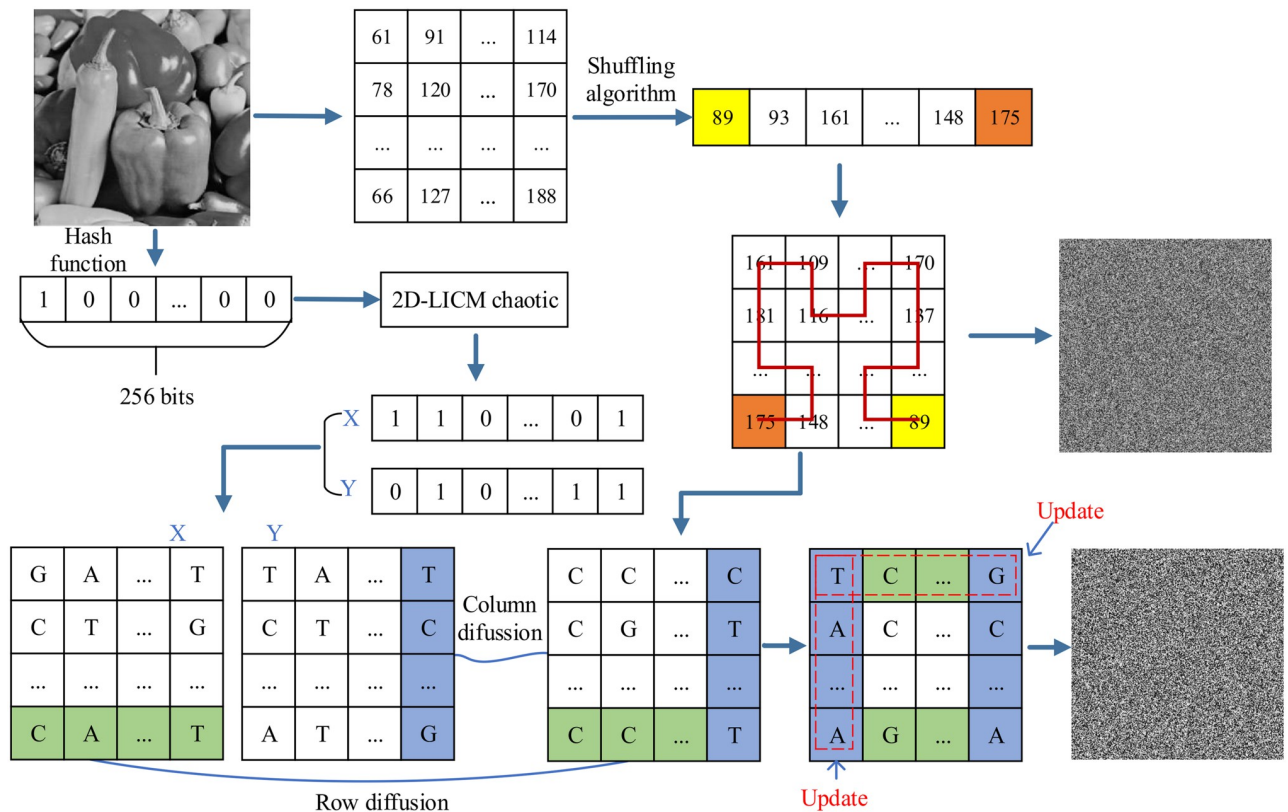 61 91 ... 114
78 120 ... 170
... ... ... ...
66 127 ... 188
Shuffling
algorithm
89 93 161 ... 148 175
Hash
function
1 0 0 ... 0 0
256 bits
2D-LICM chaotic
X 1 1 0 ... 0 1
Y 0 1 0 ... 1 1
161 109 ... 170
181 116 ... 137
... ... ... ...
175 148 ... 89
X
G A ... T
C T ... G
... ... ... ...
C A ... T
Y
T A ... T
C T ... C
... ... ... ...
A T ... G
Column
difussion
Row diffusion
C C ... C
C G ... T
... ... ... ...
C C ... T
Update
T C ... G
A C ... C
... ... ... ...
A G ... A
Update